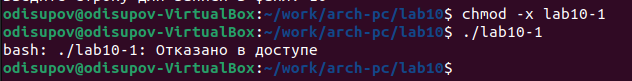 odisupov@odisupov-VirtualBox:~/work/arch-pc/lab10$ chmod -x lab10-1
odisupov@odisupov-VirtualBox:~/work/arch-pc/lab10$ ./lab10-1
bash: ./lab10-1: Отказано в доступе
odisupov@odisupov-VirtualBox:~/work/arch-pc/lab10$